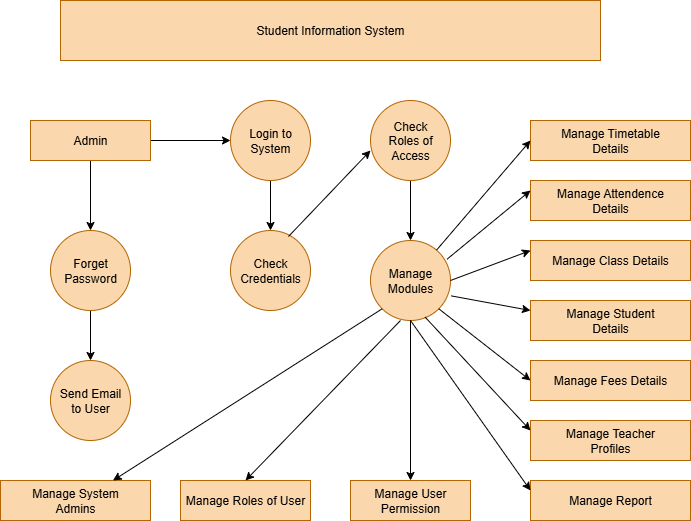 Student Information System
Admin
Login to
System
Check
Roles of
Access
Manage Timetable
Details
Manage Attendence
Details
Forget
Password
Check
Credentials
Manage
Modules
Manage Class Details
Manage Student
Details
Manage Fees Details
Send Email
to User
Manage Teacher
Profiles
Manage System
Admins
Manage Roles of User
Manage User
Permission
Manage Report